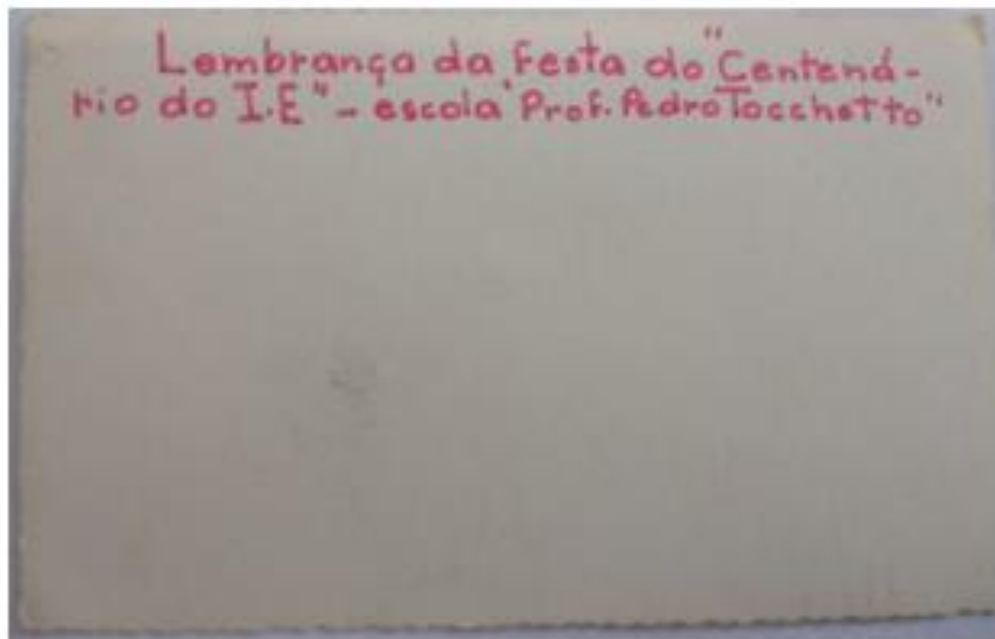 Lembrança da Festa do "Centená-
rio do I.E" - escola "Prof. Pedro Tocchetto"